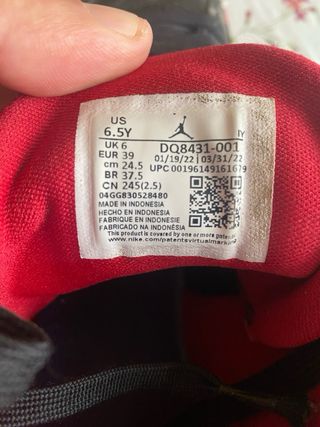 US
6.5Y
IY
UK 6
EUR 39
cm 24.5
BR 37.5
CN 245(2.5)
DQ8431-001
01/19/22 | 03/31/22
UPC 00196149161679
04GG830528480
MADE IN INDONESIA
HECHO EN INDONESIA
FABRIQUE EN INDONESIE
FABRICADO NA INDONÉSIA
This product is covered by one or more patents
www.nike.com/patentsvirtualmarking